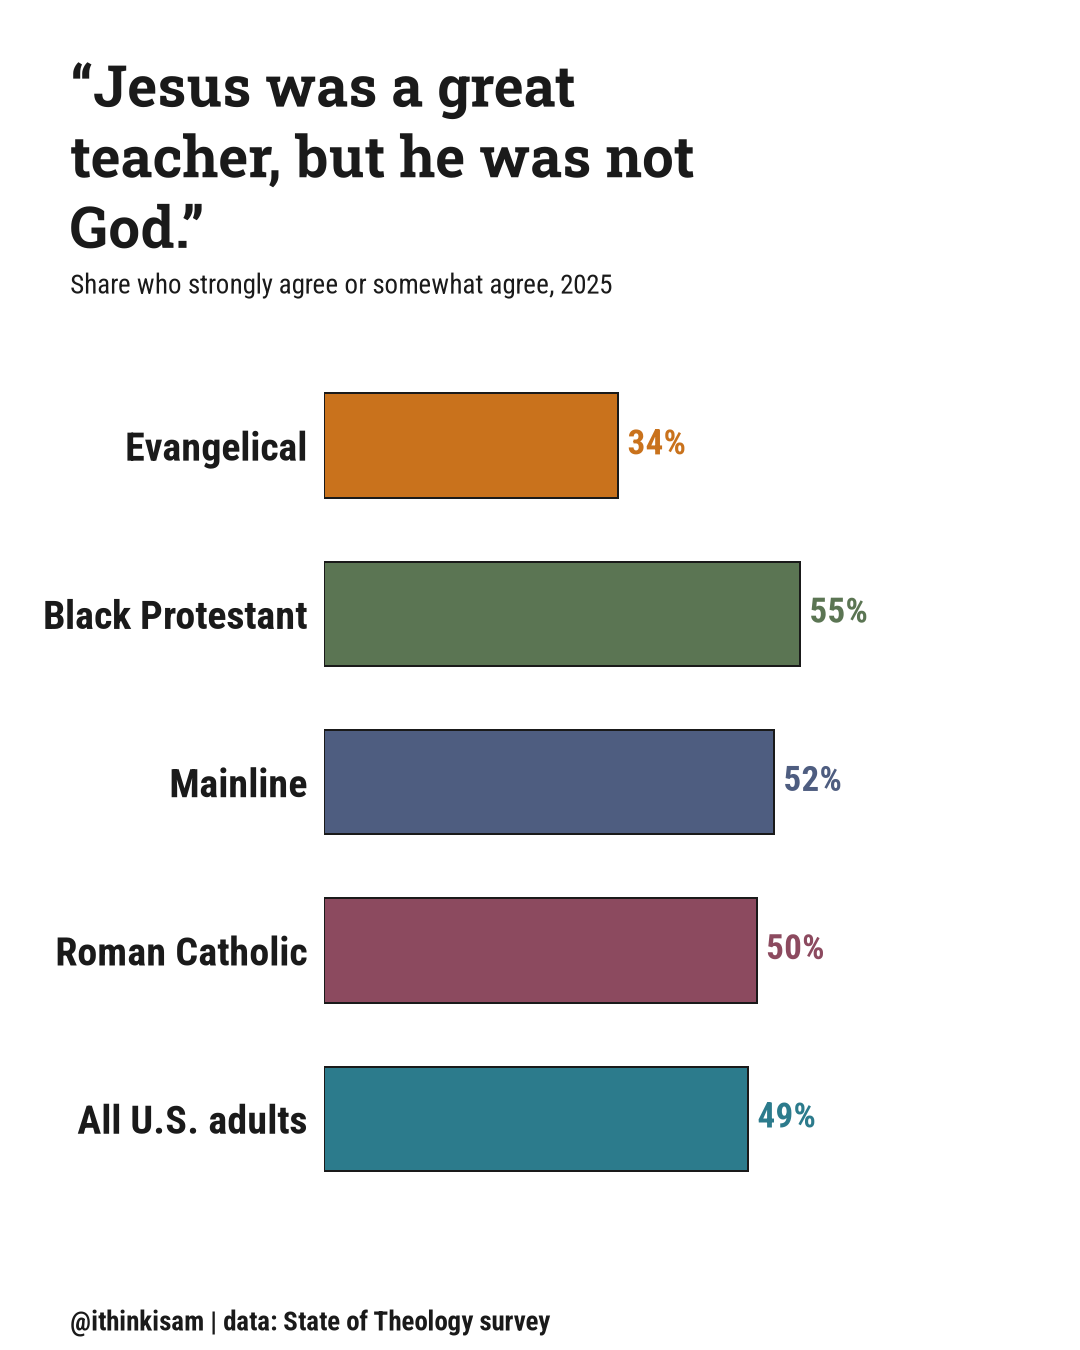 “Jesus was a great
teacher, but he was not
God.”
Share who strongly agree or somewhat agree, 2025
Evangelical 34%
Black Protestant 55%
Mainline 52%
Roman Catholic 50%
All U.S. adults 49%
@ithinkisam | data: State of Theology survey